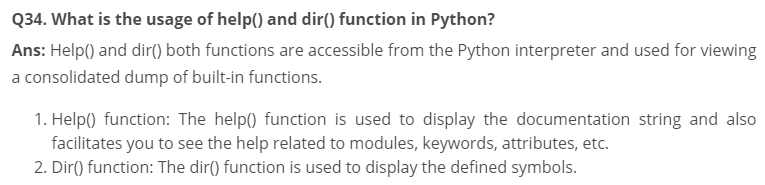 Q34. What is the usage of help() and dir() function in Python?
Ans: Help() and dir() both functions are accessible from the Python interpreter and used for viewing
a consolidated dump of built-in functions.
1. Help() function: The help() function is used to display the documentation string and also
facilitates you to see the help related to modules, keywords, attributes, etc.
2. Dir() function: The dir() function is used to display the defined symbols.